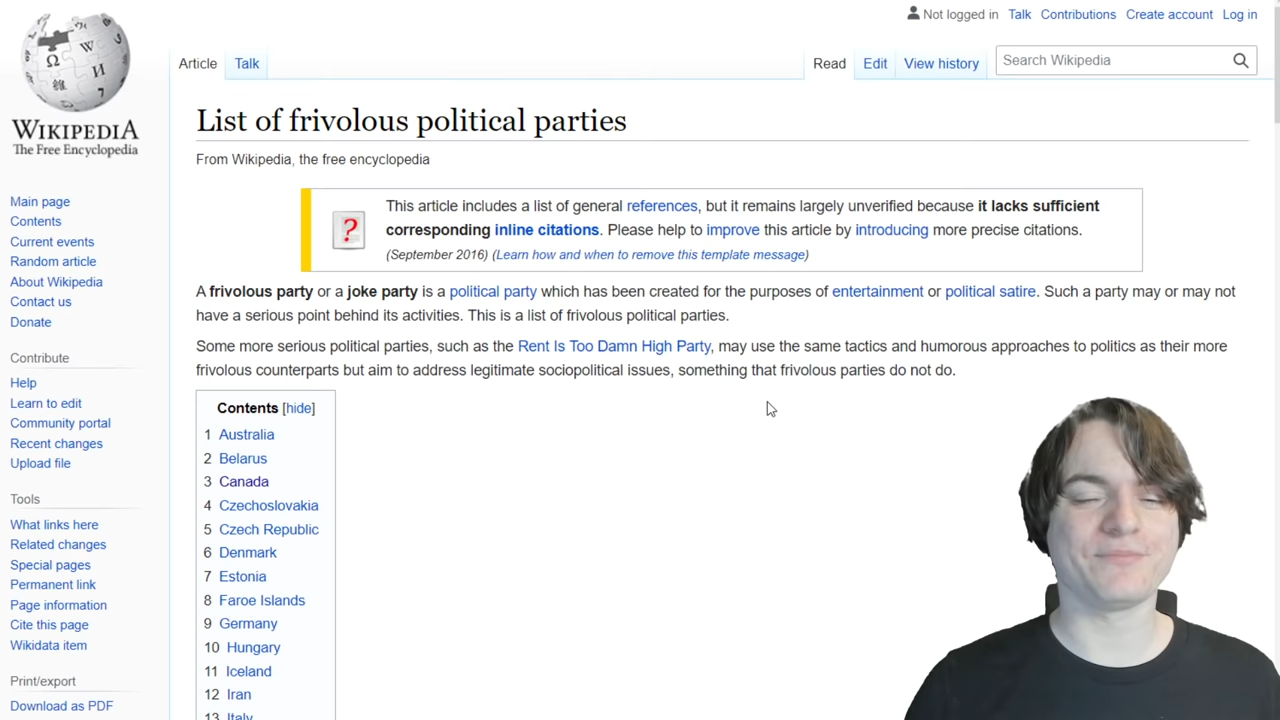 Not logged in Talk Contributions Create account Log in
Article Talk Read Edit View history Search Wikipedia
WIKIPEDIA
The Free Encyclopedia
Main page
Contents
Current events
Random article
About Wikipedia
Contact us
Donate
Contribute
Help
Learn to edit
Community portal
Recent changes
Upload file
Tools
What links here
Related changes
Special pages
Permanent link
Page information
Cite this page
Wikidata item
Print/export
Download as PDF
List of frivolous political parties
From Wikipedia, the free encyclopedia
This article includes a list of general references, but it remains largely unverified because it lacks sufficient
corresponding inline citations. Please help to improve this article by introducing more precise citations.
(September 2016) (Learn how and when to remove this template message)
A frivolous party or a joke party is a political party which has been created for the purposes of entertainment or political satire. Such a party may or may not
have a serious point behind its activities. This is a list of frivolous political parties.
Some more serious political parties, such as the Rent Is Too Damn High Party, may use the same tactics and humorous approaches to politics as their more
frivolous counterparts but aim to address legitimate sociopolitical issues, something that frivolous parties do not do.
Contents [hide]
1 Australia
2 Belarus
3 Canada
4 Czechoslovakia
5 Czech Republic
6 Denmark
7 Estonia
8 Faroe Islands
9 Germany
10 Hungary
11 Iceland
12 Iran
13 Italy